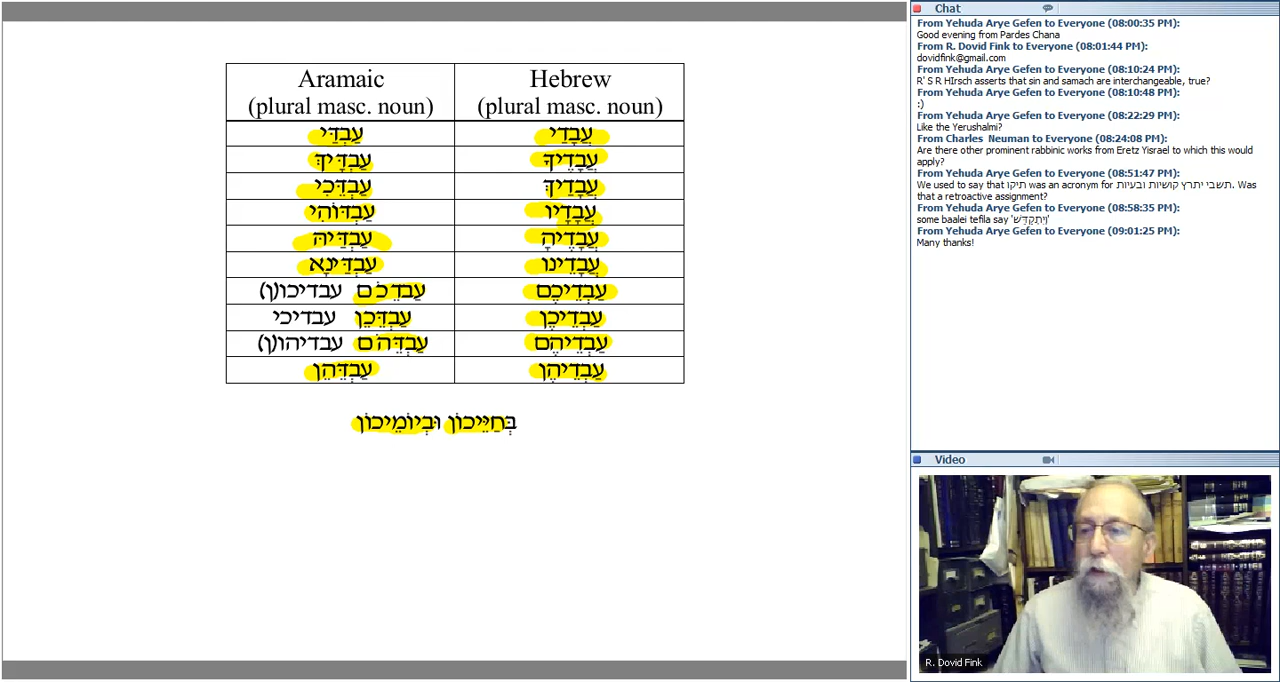 Aramaic Hebrew
(plural masc. noun) (plural masc. noun)
עַבְדַּי עֲבָדַי
עַבְדָּיךְ עֲבָדֶיךָ
עַבְדֵּכִי עֲבָדַיִךְ
עַבְדּוֹהִי עֲבָדָיו
עַבְדַּיהּ עֲבָדֶיהָ
עַבְדַּינָא עֲבָדֵינוּ
עַבְדֵּכֹם עבדיכו(ן) עַבְדֵיכֶם
עַבְדֵּכֵן עבדיכי עַבְדֵיכֶן
עַבְדֵּהֹם עבדיהו(ן) עַבְדֵיהֶם
עַבְדֵּהֵן עַבְדֵיהֶן
בְּחַיֵּיכוֹן וּבְיוֹמֵיכוֹן
Chat
From Yehuda Arye Gefen to Everyone (08:00:35 PM):
Good evening from Pardes Chana
From R. Dovid Fink to Everyone (08:01:44 PM):
dovidfink@gmail.com
From Yehuda Arye Gefen to Everyone (08:10:24 PM):
R' S R HIrsch asserts that sin and samach are interchangeable, true?
From Yehuda Arye Gefen to Everyone (08:10:48 PM):
:)
From Yehuda Arye Gefen to Everyone (08:22:29 PM):
Like the Yerushalmi?
From Charles Neuman to Everyone (08:24:08 PM):
Are there other prominent rabbinic works from Eretz Yisrael to which this would
apply?
From Yehuda Arye Gefen to Everyone (08:51:47 PM):
We used to say that תיקו was an acronym for תשבי יתרץ קושיות ובעיות. Was
that a retroactive assignment?
From Yehuda Arye Gefen to Everyone (08:58:35 PM):
some baalei tefila say 'וְיִתְקַדֵּשׁ'
From Yehuda Arye Gefen to Everyone (09:01:25 PM):
Many thanks!
Video
R. Dovid Fink